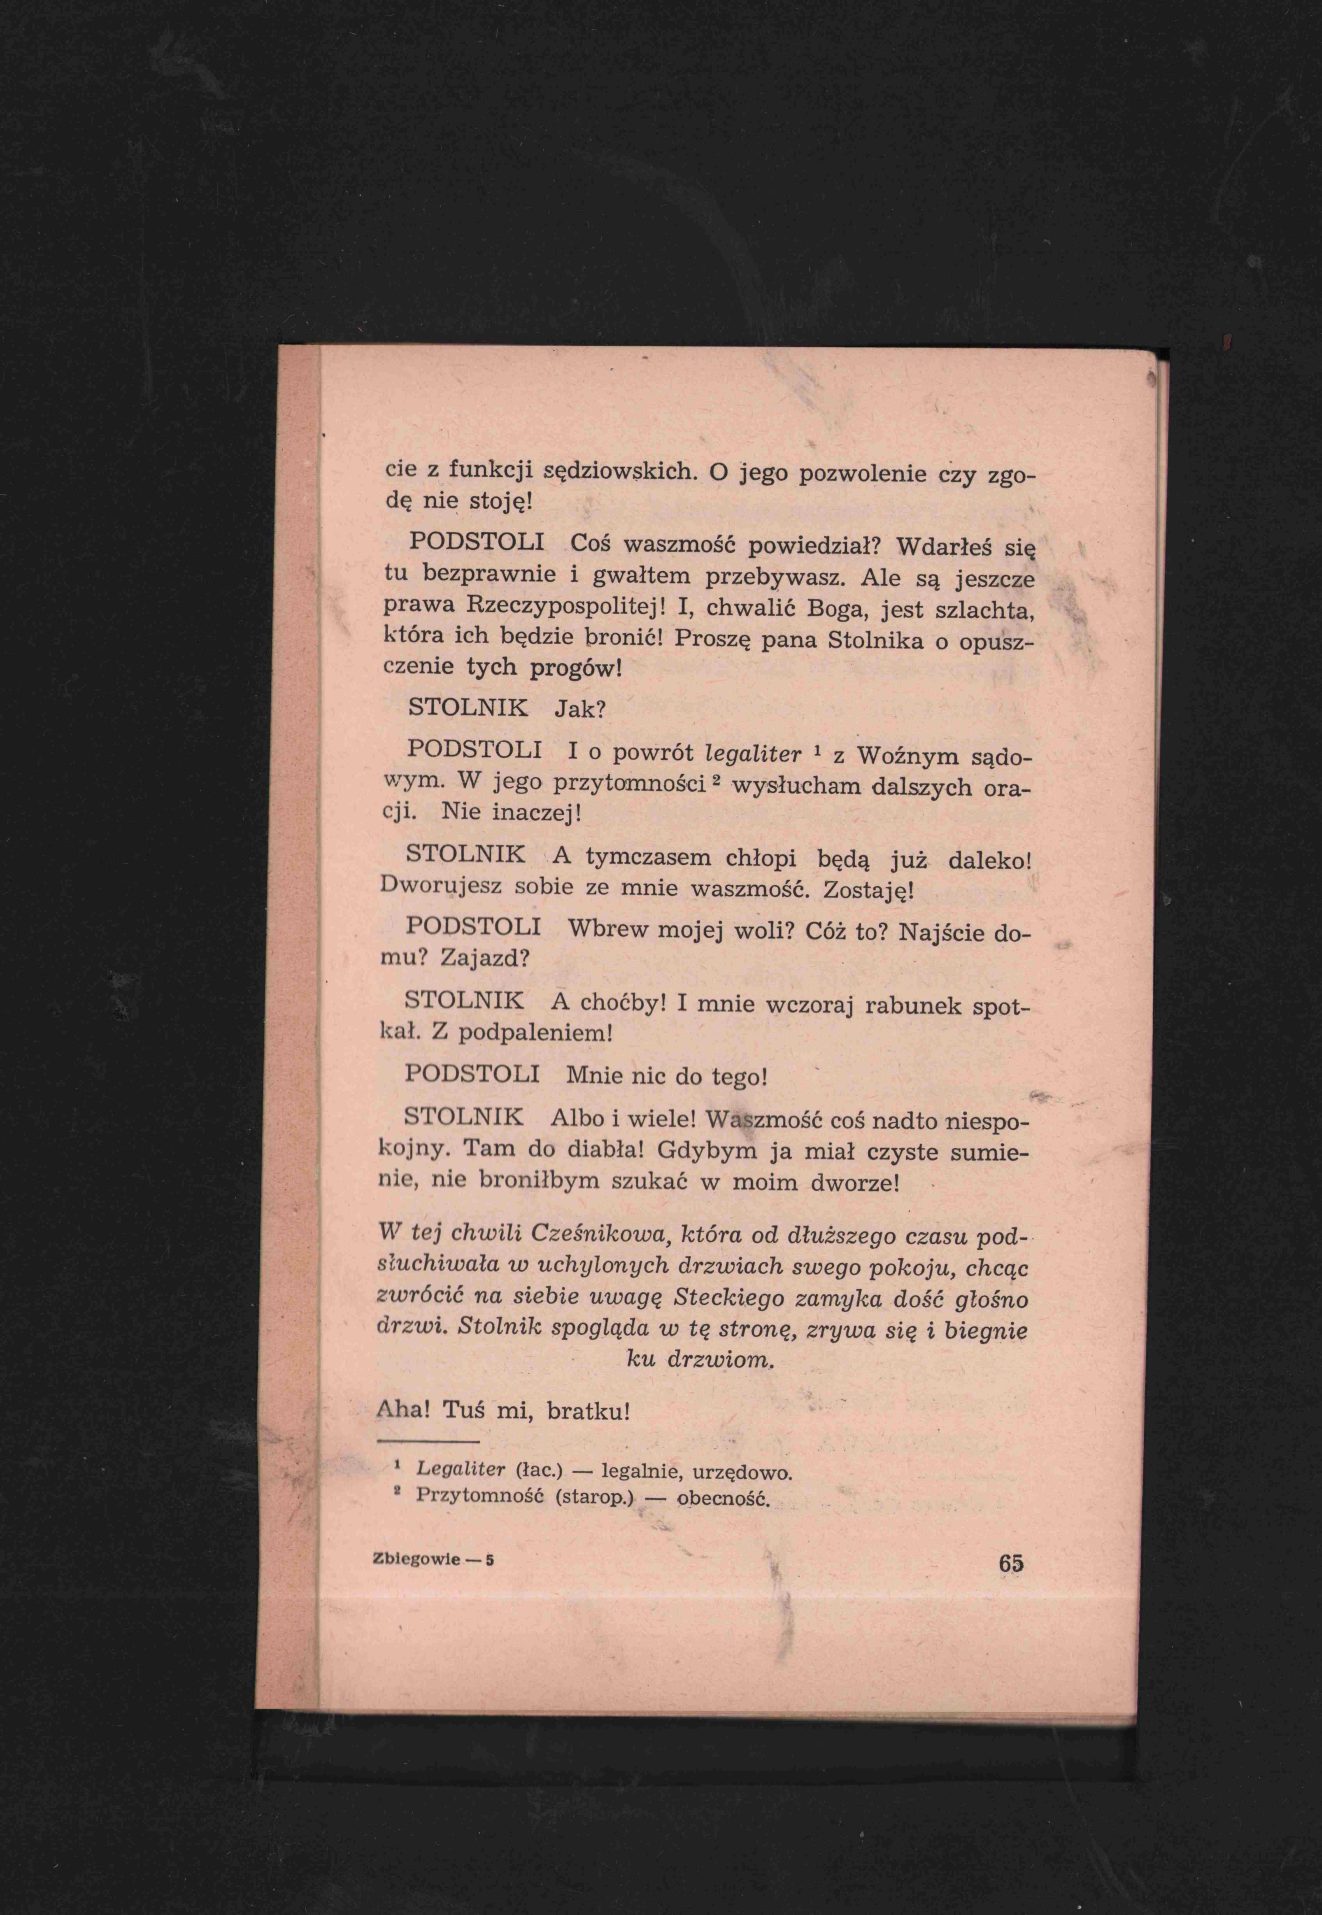 cie z funkcji sędziowskich. O jego pozwolenie czy zgo-
dę nie stoję!
PODSTOLI Coś waszmość powiedział? Wdarłeś się
tu bezprawnie i gwałtem przebywasz. Ale są jeszcze
prawa Rzeczypospolitej! I, chwalić Boga, jest szlachta,
która ich będzie bronić! Proszę pana Stolnika o opusz-
czenie tych progów!
STOLNIK Jak?
PODSTOLI I o powrót legaliter ¹ z Woźnym sądo-
wym. W jego przytomności ² wysłucham dalszych ora-
cji. Nie inaczej!
STOLNIK A tymczasem chłopi będą już daleko!
Dworujesz sobie ze mnie waszmość. Zostaję!
PODSTOLI Wbrew mojej woli? Cóż to? Najście do-
mu? Zajazd?
STOLNIK A choćby! I mnie wczoraj rabunek spot-
kał. Z podpaleniem!
PODSTOLI Mnie nic do tego!
STOLNIK Albo i wiele! Waszmość coś nadto niespo-
kojny. Tam do diabła! Gdybym ja miał czyste sumie-
nie, nie broniłbym szukać w moim dworze!
W tej chwili Cześnikowa, która od dłuższego czasu pod-
słuchiwała w uchylonych drzwiach swego pokoju, chcąc
zwrócić na siebie uwagę Steckiego zamyka dość głośno
drzwi. Stolnik spogląda w tę stronę, zrywa się i biegnie
ku drzwiom.
Aha! Tuś mi, bratku!
¹ Legaliter (łac.) — legalnie, urzędowo.
² Przytomność (starop.) — obecność.
Zbiegowie — 5 65